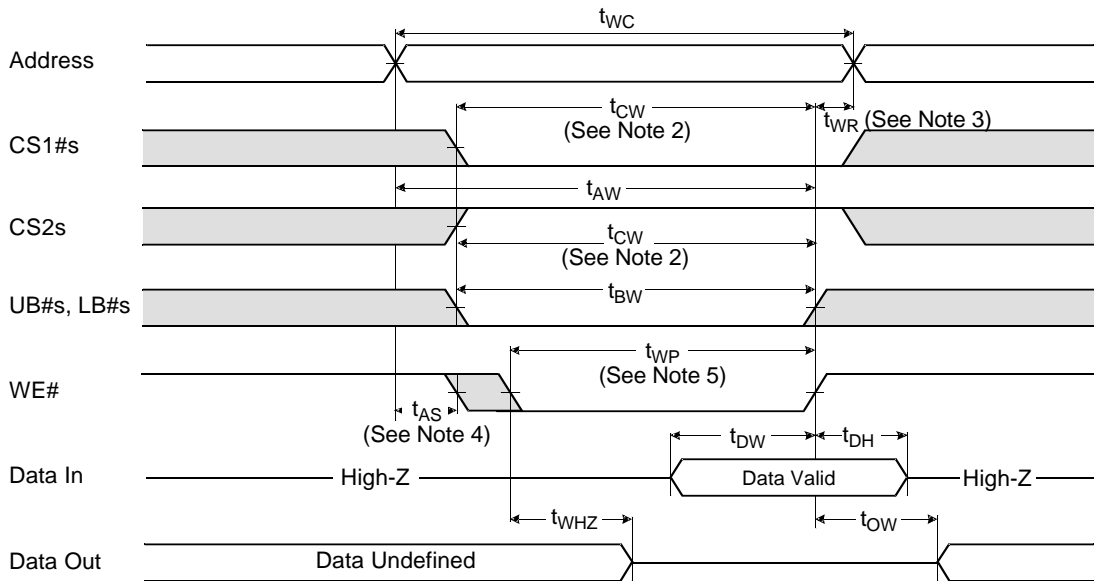 tWC
Address
tCW
(See Note 2)
tWR (See Note 3)
CS1#s
tAW
CS2s
tCW
(See Note 2)
UB#s, LB#s
tBW
tWP
(See Note 5)
WE#
tAS
(See Note 4)
tDW
tDH
Data In
High-Z
Data Valid
High-Z
tWHZ
tOW
Data Out
Data Undefined